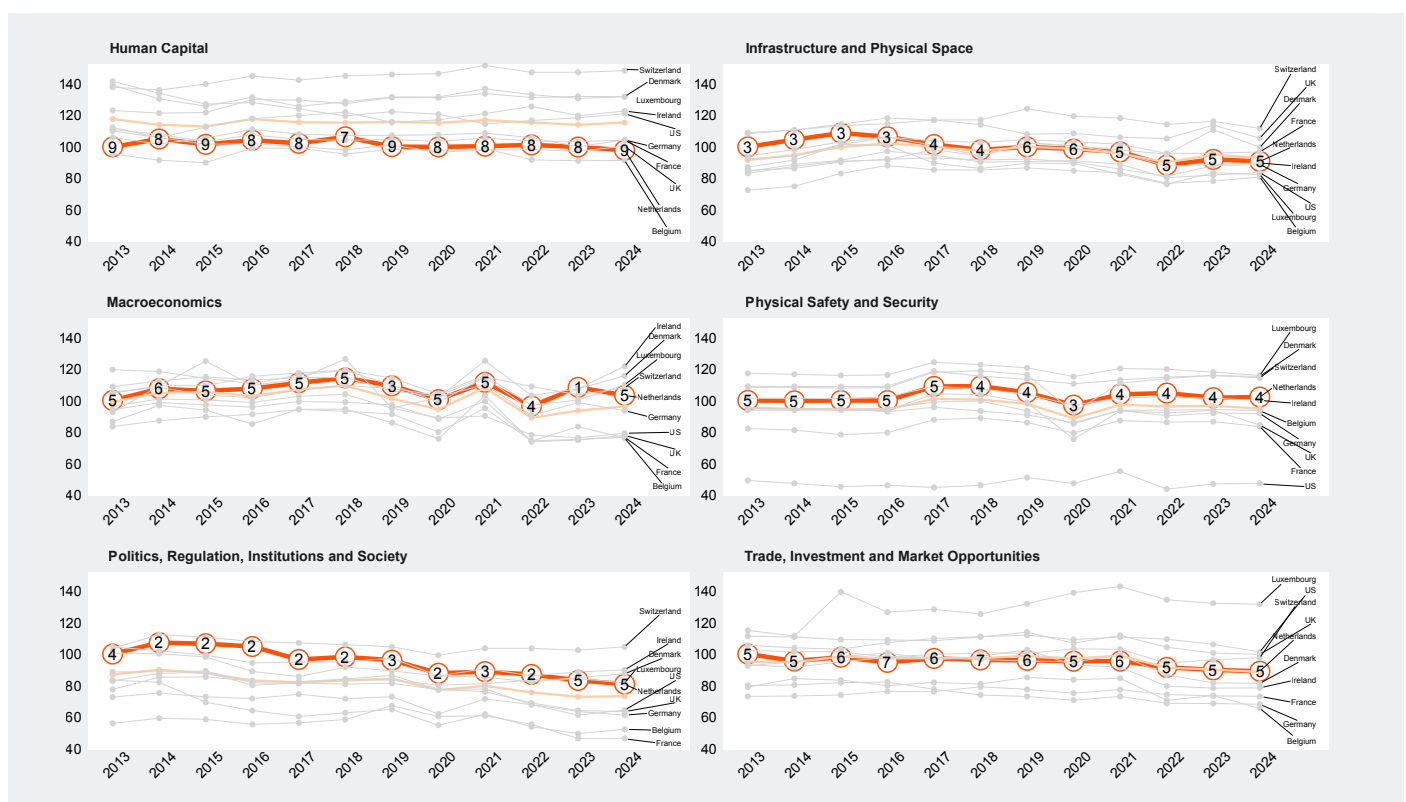 Human Capital
140
120
100
80
60
40
9
8
9
8
8
7
9
8
8
8
8
9
Switzerland
Denmark
Luxembourg
Ireland
US
Germany
France
UK
Netherlands
Belgium
2013 2014 2015 2016 2017 2018 2019 2020 2021 2022 2023 2024
Infrastructure and Physical Space
140
120
100
80
60
40
3
3
3
3
4
4
6
6
5
5
5
5
Switzerland
UK
Denmark
France
Netherlands
Ireland
Germany
US
Luxembourg
Belgium
2013 2014 2015 2016 2017 2018 2019 2020 2021 2022 2023 2024
Macroeconomics
140
120
100
80
60
40
5
6
5
5
5
5
3
5
5
4
1
5
Ireland
Denmark
Luxembourg
Switzerland
Netherlands
Germany
US
UK
France
Belgium
2013 2014 2015 2016 2017 2018 2019 2020 2021 2022 2023 2024
Physical Safety and Security
140
120
100
80
60
40
5
5
5
5
5
4
5
3
4
5
4
4
Luxembourg
Denmark
Switzerland
Netherlands
Ireland
Belgium
Germany
UK
France
US
2013 2014 2015 2016 2017 2018 2019 2020 2021 2022 2023 2024
Politics, Regulation, Institutions and Society
140
120
100
80
60
40
4
2
2
2
2
2
3
2
3
2
5
5
Switzerland
Ireland
Denmark
Luxembourg
US
Netherlands
UK
Germany
Belgium
France
2013 2014 2015 2016 2017 2018 2019 2020 2021 2022 2023 2024
Trade, Investment and Market Opportunities
140
120
100
80
60
40
5
5
6
7
6
7
6
5
6
5
5
5
Luxembourg
US
Switzerland
UK
Netherlands
Denmark
Ireland
France
Germany
Belgium
2013 2014 2015 2016 2017 2018 2019 2020 2021 2022 2023 2024